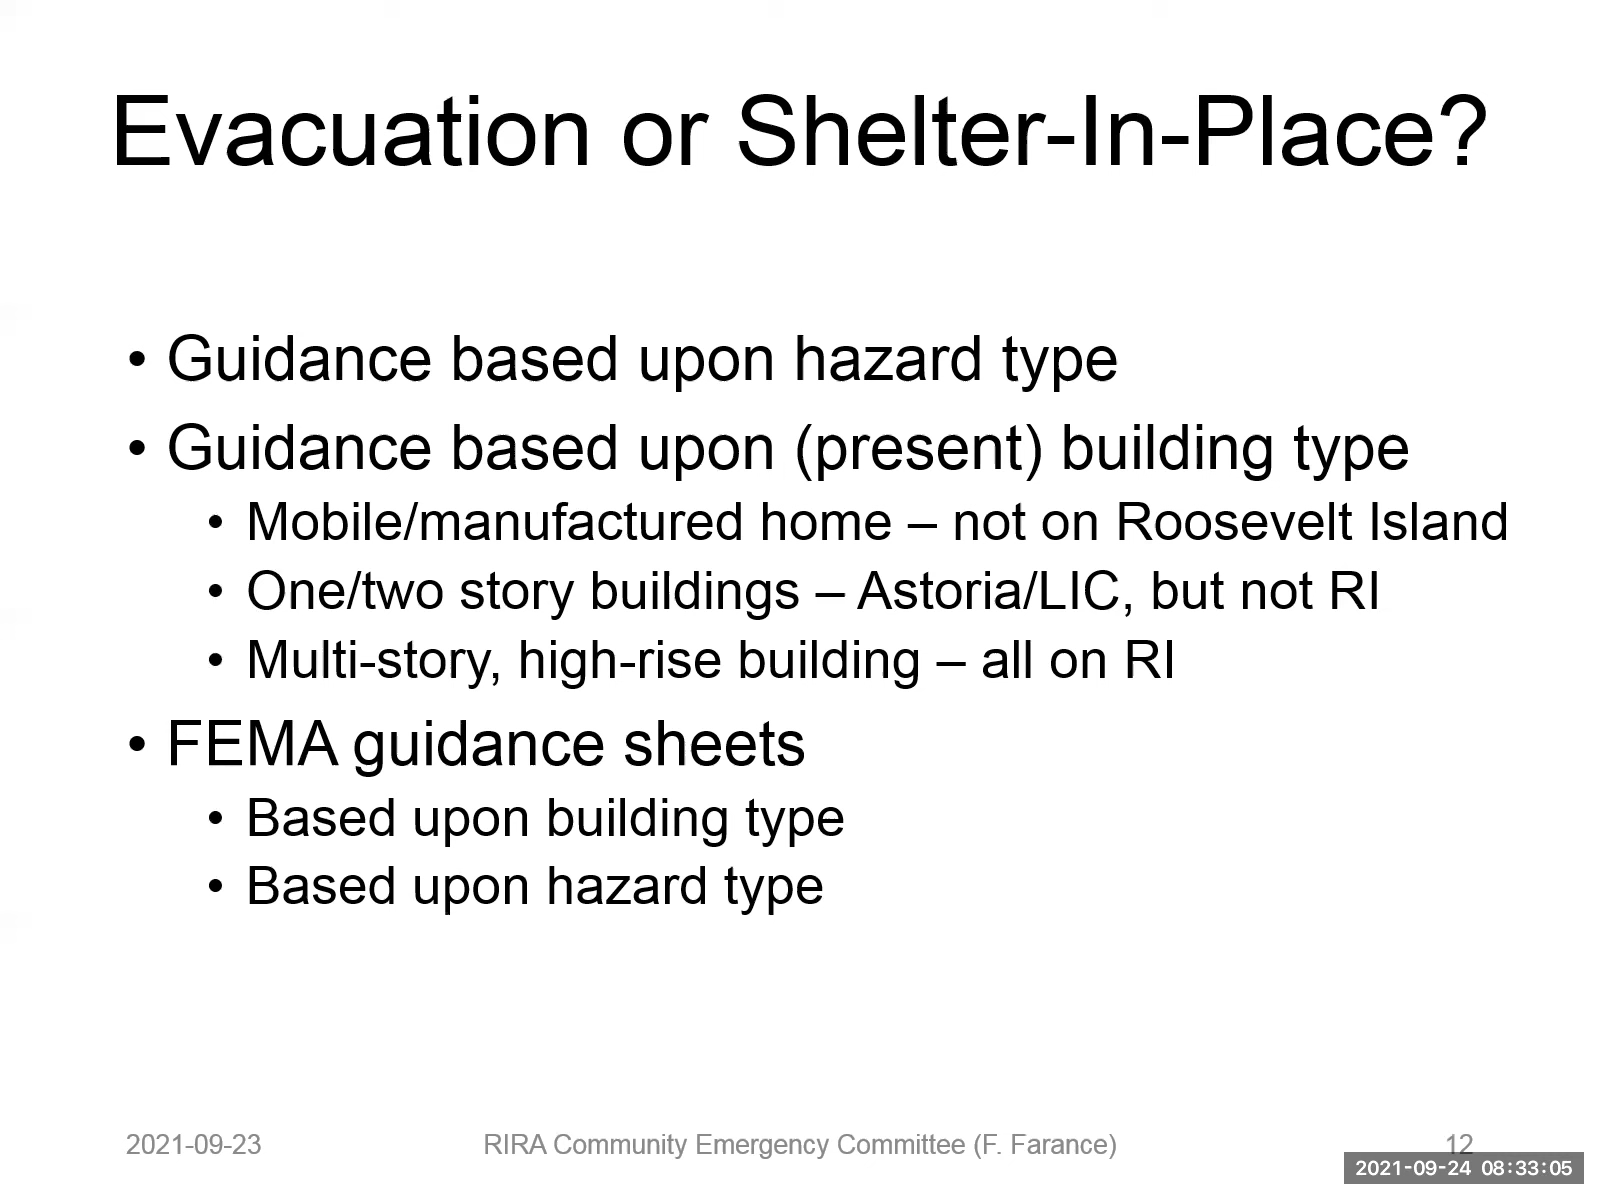 Evacuation or Shelter-In-Place?
• Guidance based upon hazard type
• Guidance based upon (present) building type
• Mobile/manufactured home – not on Roosevelt Island
• One/two story buildings – Astoria/LIC, but not RI
• Multi-story, high-rise building – all on RI
• FEMA guidance sheets
• Based upon building type
• Based upon hazard type
2021-09-23 RIRA Community Emergency Committee (F. Farance) 12
2021-09-24 08:33:05